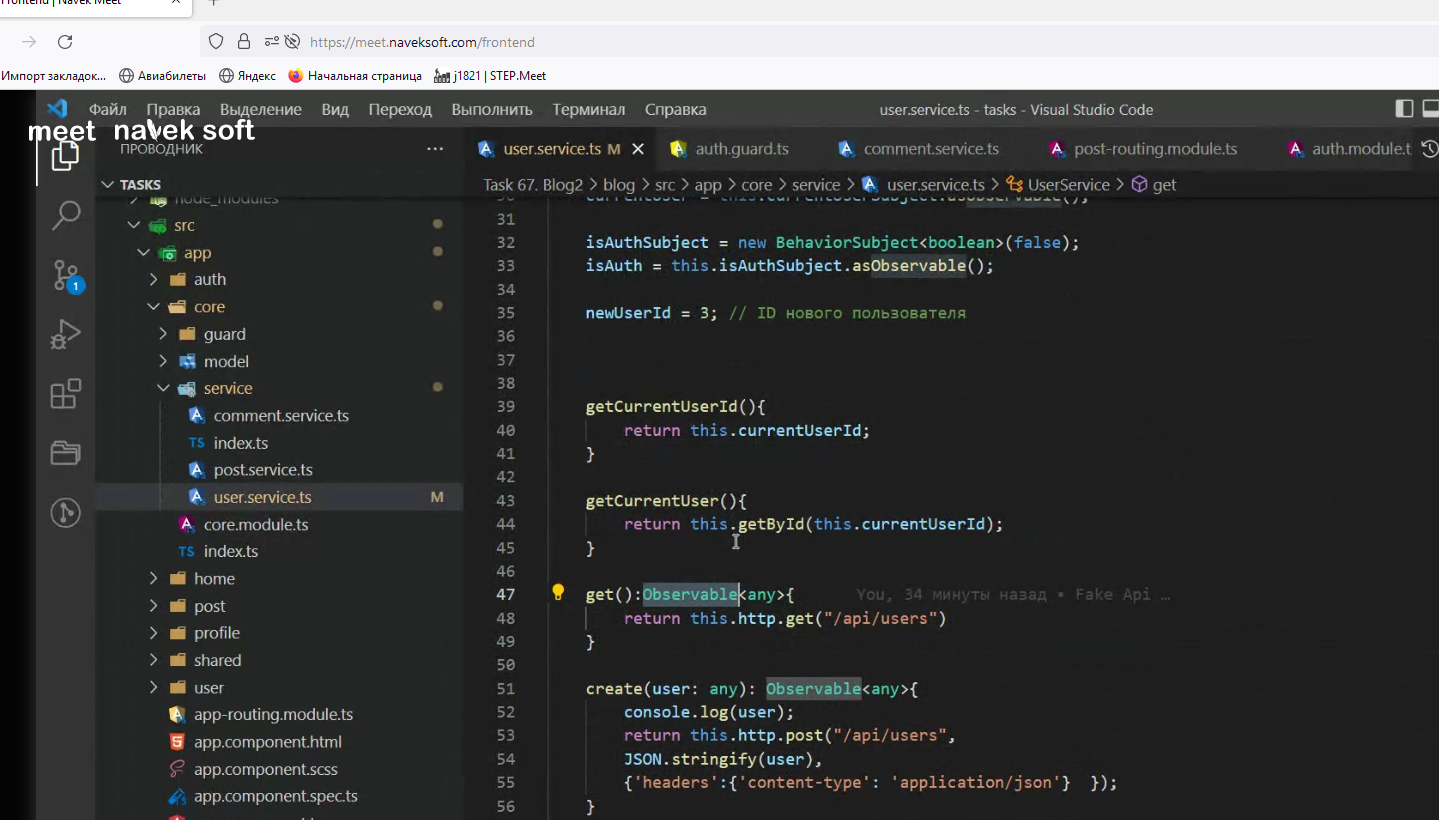 Frontend | Navek Meet
https://meet.naveksoft.com/frontend
Импорт закладок... Авиабилеты Яндекс Начальная страница j1821 | STEP.Meet
Файл Правка Выделение Вид Переход Выполнить Терминал Справка user.service.ts - tasks - Visual Studio Code
meet navek soft
ПРОВОДНИК ...
user.service.ts M auth.guard.ts comment.service.ts post-routing.module.ts auth.module.t
Task 67. Blog2 > blog > src > app > core > service > user.service.ts > UserService > get
TASKS
node_modules
src
app
auth
core
guard
model
service
comment.service.ts
TS index.ts
post.service.ts
user.service.ts M
core.module.ts
TS index.ts
home
post
profile
shared
user
app-routing.module.ts
app.component.html
app.component.scss
app.component.spec.ts
1
30 currentUser = this.currentUserSubject.asObservable();
31
32 isAuthSubject = new BehaviorSubject<boolean>(false);
33 isAuth = this.isAuthSubject.asObservable();
34
35 newUserId = 3; // ID нового пользователя
36
37
38
39 getCurrentUserId(){
40 return this.currentUserId;
41 }
42
43 getCurrentUser(){
44 return this.getById(this.currentUserId);
45 }
46
47 get():Observable<any>{ You, 34 минуты назад • Fake Api …
48 return this.http.get("/api/users")
49 }
50
51 create(user: any): Observable<any>{
52 console.log(user);
53 return this.http.post("/api/users",
54 JSON.stringify(user),
55 {'headers':{'content-type': 'application/json'} });
56 }